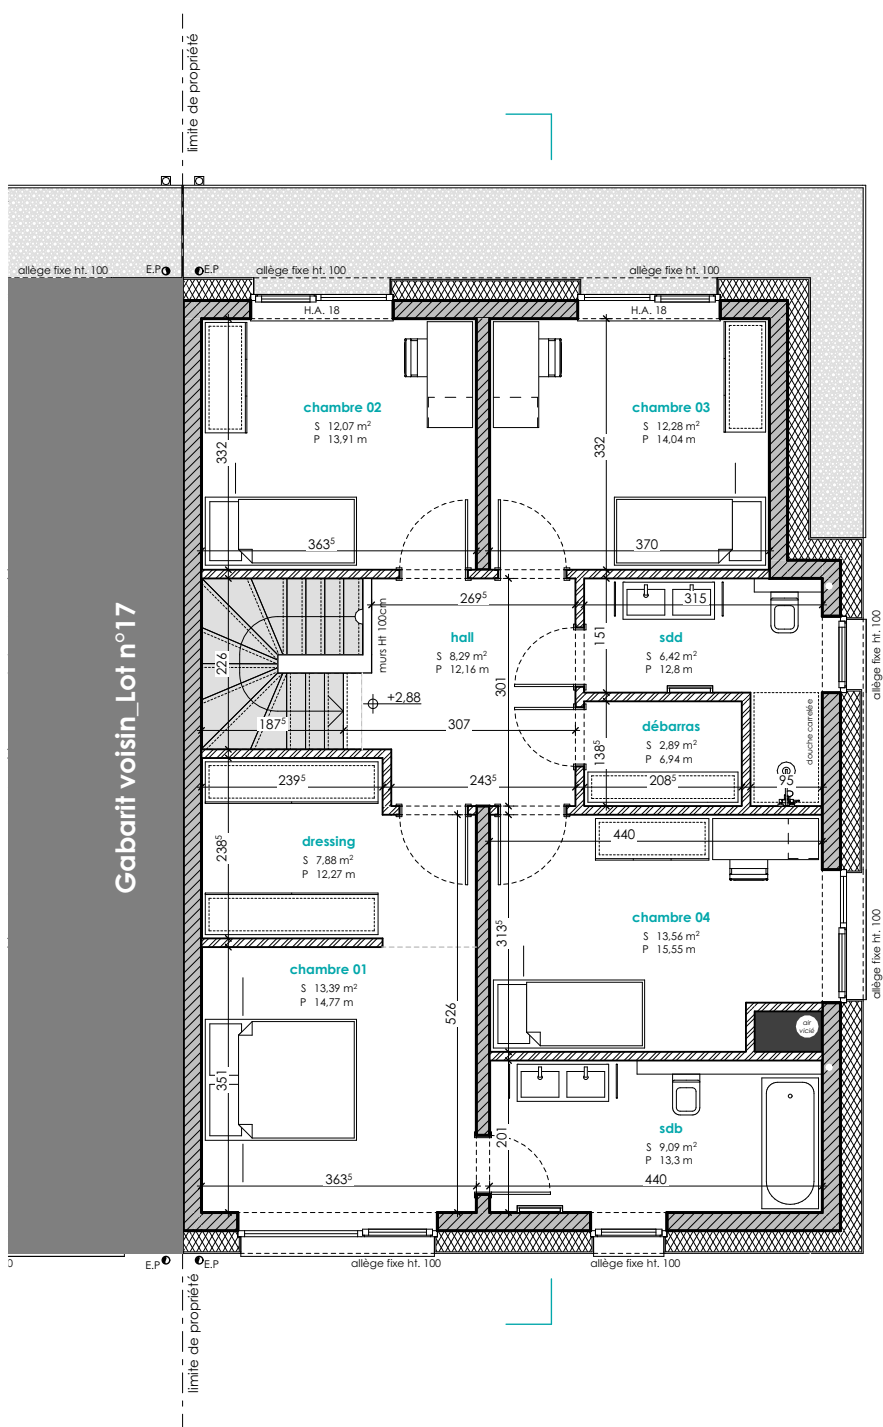 limite de propriété
allège fixe ht. 100
E.P
E.P
allège fixe ht. 100
allège fixe ht. 100
H.A. 18
H.A. 18
chambre 02
S 12,07 m²
P 13,91 m
chambre 03
S 12,28 m²
P 14,04 m
332
332
363⁵
370
Gabarit voisin_Lot n°17
269⁵
315
murs Ht 100cm
hall
S 8,29 m²
P 12,16 m
sdd
S 6,42 m²
P 12,8 m
151
226
301
allège fixe ht. 100
+2,88
187⁵
307
débarras
S 2,89 m²
P 6,94 m
138⁵
douche carrelée
239⁵
243⁵
208⁵
95
dressing
S 7,88 m²
P 12,27 m
238⁵
440
chambre 04
S 13,56 m²
P 15,55 m
313⁵
allège fixe ht. 100
chambre 01
S 13,39 m²
P 14,77 m
526
air
vicié
351
201
sdb
S 9,09 m²
P 13,3 m
363⁵
440
0
E.P
E.P
allège fixe ht. 100
allège fixe ht. 100
limite de propriété